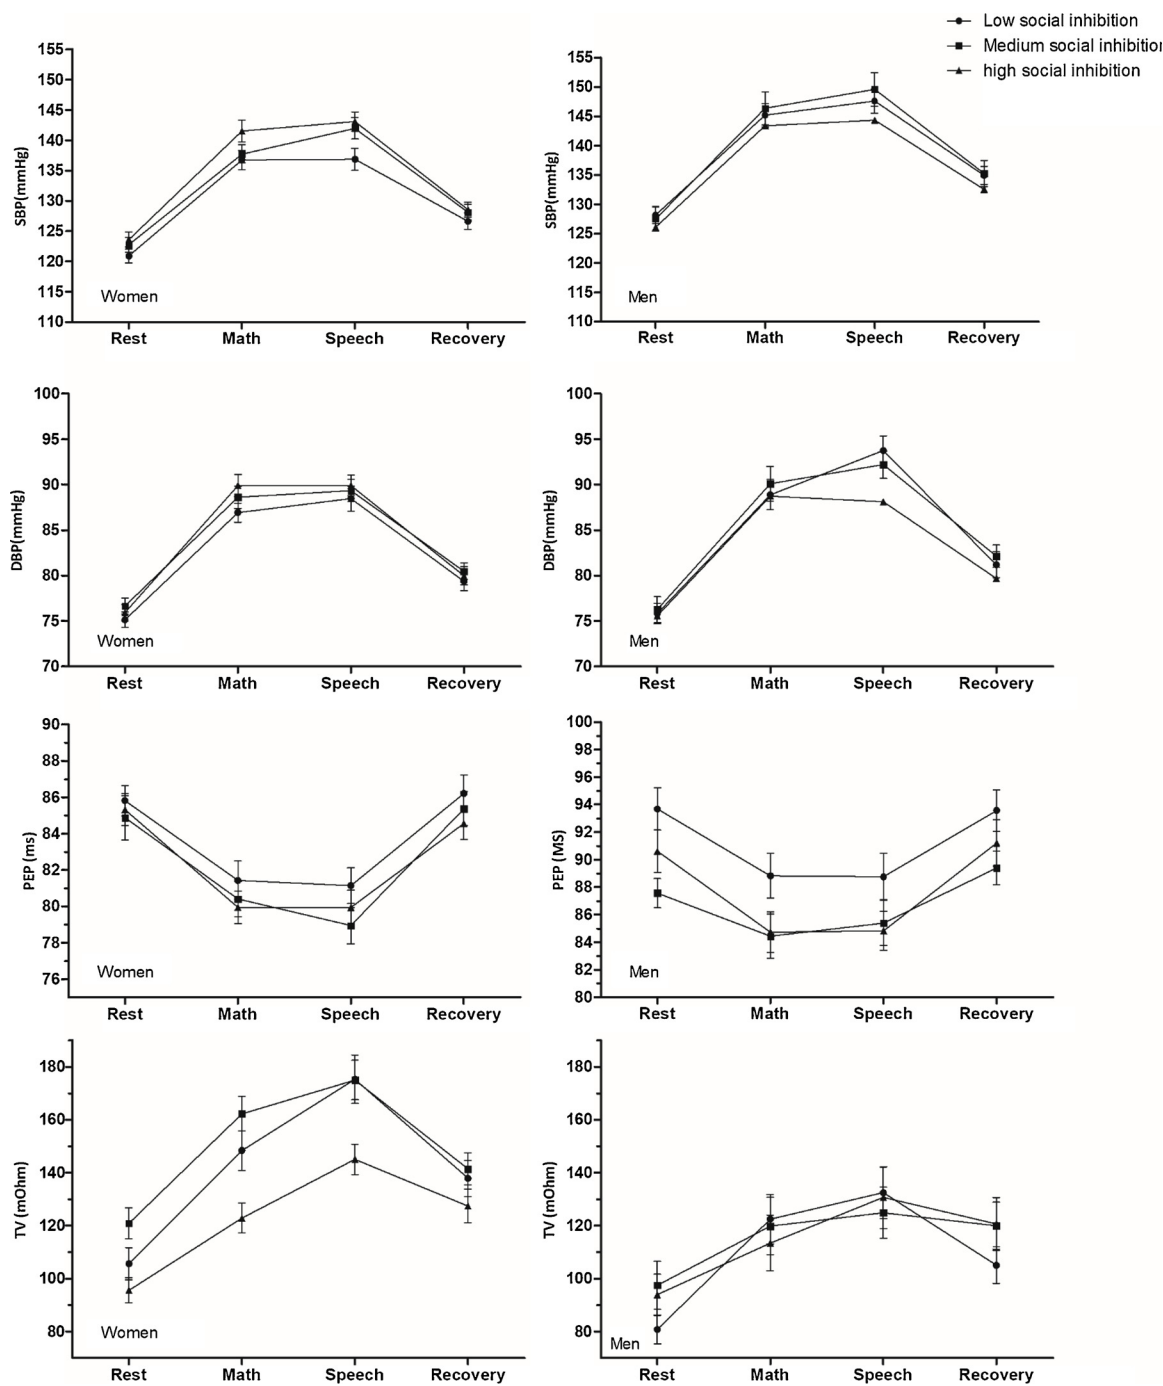 Low social inhibition
Medium social inhibition
high social inhibition
155
150
145
140
135
130
125
120
115
110
SBP(mmHg)
Women
Rest Math Speech Recovery
155
150
145
140
135
130
125
120
115
110
SBP(mmHg)
Men
Rest Math Speech Recovery
100
95
90
85
80
75
70
DBP(mmHg)
Women
Rest Math Speech Recovery
100
95
90
85
80
75
70
DBP(mmHg)
Men
Rest Math Speech Recovery
90
88
86
84
82
80
78
76
PEP (ms)
Women
Rest Math Speech Recovery
100
98
96
94
92
90
88
86
84
82
80
PEP (MS)
Men
Rest Math Speech Recovery
180
160
140
120
100
80
TV (mOhm)
Women
Rest Math Speech Recovery
180
160
140
120
100
80
TV (mOhm)
Men
Rest Math Speech Recovery